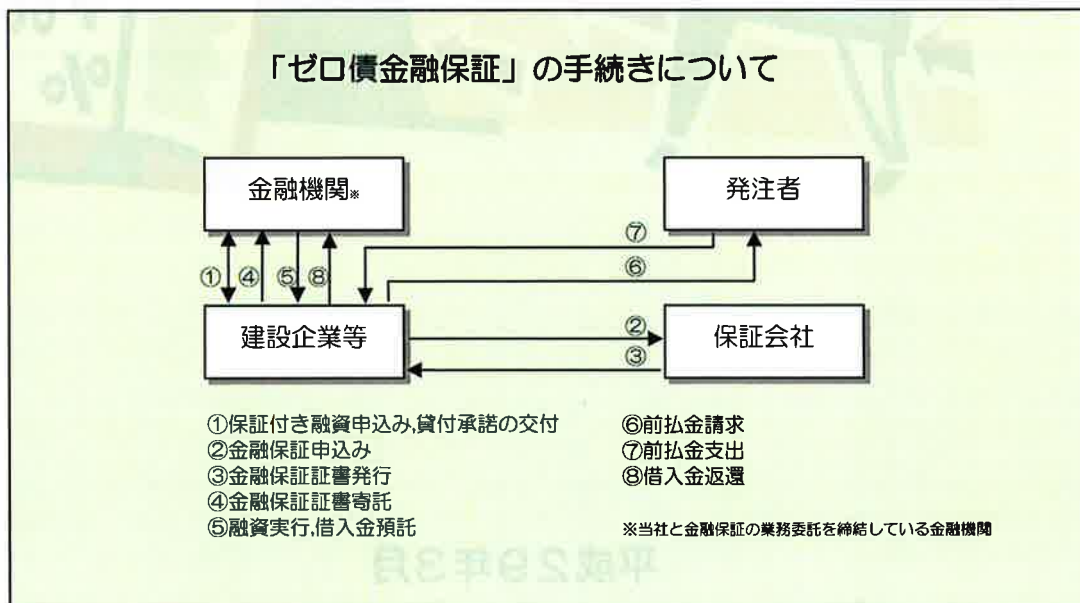 「ゼロ債金融保証」の手続きについて
金融機関※
発注者
⑦
① ④ ⑤ ⑧
⑥
建設企業等
②
保証会社
③
①保証付き融資申込み,貸付承諾の交付
②金融保証申込み
③金融保証証書発行
④金融保証証書寄託
⑤融資実行,借入金預託
⑥前払金請求
⑦前払金支出
⑧借入金返還
※当社と金融保証の業務委託を締結している金融機関
平成29年3月
%